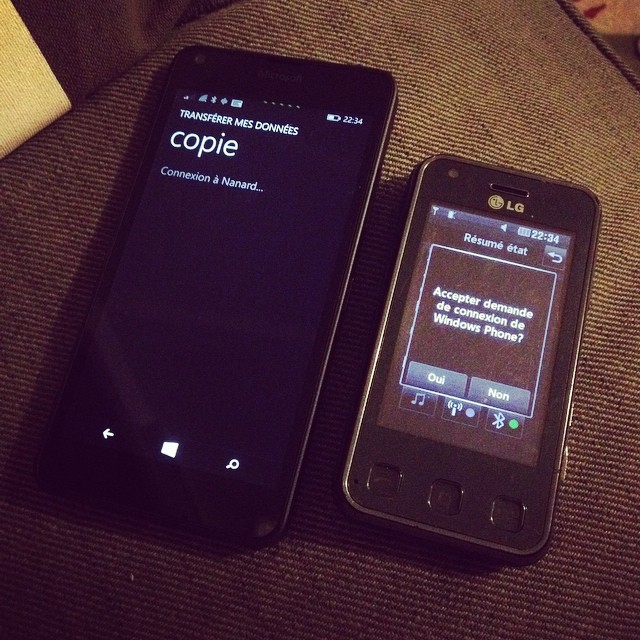 22:34
TRANSFÉRER MES DONNÉES
copie
Connexion à Nanard...
LG
22:34
Résumé état
Accepter demande
de connexion de
Windows Phone?
Oui
Non